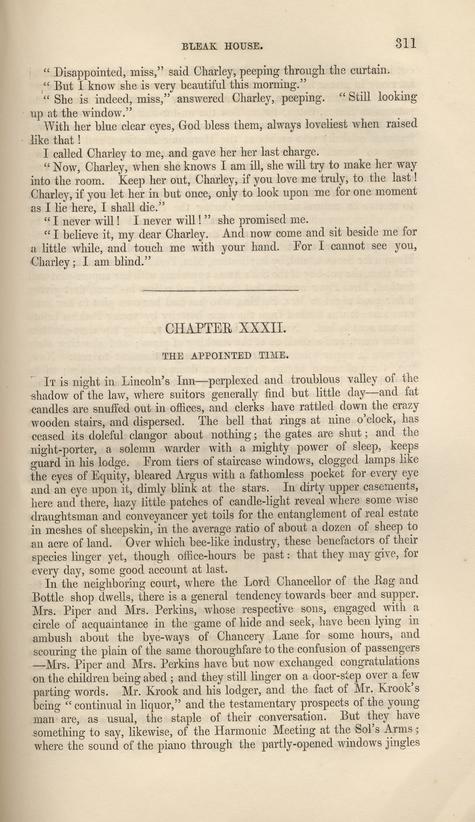 BLEAK HOUSE. 311
“ Disappointed, miss,” said Charley, peeping through the curtain.
“ But I know she is very beautiful this morning.”
“ She is indeed, miss,” answered Charley, peeping. “ Still looking
up at the window.”
With her blue clear eyes, God bless them, always loveliest when raised
like that !
I called Charley to me, and gave her her last charge.
“ Now, Charley, when she knows I am ill, she will try to make her way
into the room. Keep her out, Charley, if you love me truly, to the last !
Charley, if you let her in but once, only to look upon me for one moment
as I lie here, I shall die.”
“ I never will ! I never will ! ” she promised me.
“ I believe it, my dear Charley. And now come and sit beside me for
a little while, and touch me with your hand. For I cannot see you,
Charley ; I am blind.”
CHAPTER XXXII.
THE APPOINTED TIME.
IT is night in Lincoln's Inn—perplexed and troublous valley of the
shadow of the law, where suitors generally find but little day—and fat
candles are snuffed out in offices, and clerks have rattled down the crazy
wooden stairs, and dispersed. The bell that rings at nine o'clock, has
ceased its doleful clangor about nothing ; the gates are shut ; and the
night-porter, a solemn warder with a mighty power of sleep, keeps
guard in his lodge. From tiers of staircase windows, clogged lamps like
the eyes of Equity, bleared Argus with a fathomless pocket for every eye
and an eye upon it, dimly blink at the stars. In dirty upper casements,
here and there, hazy little patches of candle-light reveal where some wise
draughtsman and conveyancer yet toils for the entanglement of real estate
in meshes of sheepskin, in the average ratio of about a dozen of sheep to
an acre of land. Over which bee-like industry, these benefactors of their
species linger yet, though office-hours be past : that they may give, for
every day, some good account at last.
In the neighboring court, where the Lord Chancellor of the Rag and
Bottle shop dwells, there is a general tendency towards beer and supper.
Mrs. Piper and Mrs. Perkins, whose respective sons, engaged with a
circle of acquaintance in the game of hide and seek, have been lying in
ambush about the bye-ways of Chancery Lane for some hours, and
scouring the plain of the same thoroughfare to the confusion of passengers
—Mrs. Piper and Mrs. Perkins have but now exchanged congratulations
on the children being abed ; and they still linger on a door-step over a few
parting words. Mr. Krook and his lodger, and the fact of Mr. Krook's
being “ continual in liquor,” and the testamentary prospects of the young
man are, as usual, the staple of their conversation. But they have
something to say, likewise, of the Harmonic Meeting at the Sol's Arms ;
where the sound of the piano through the partly-opened windows jingles